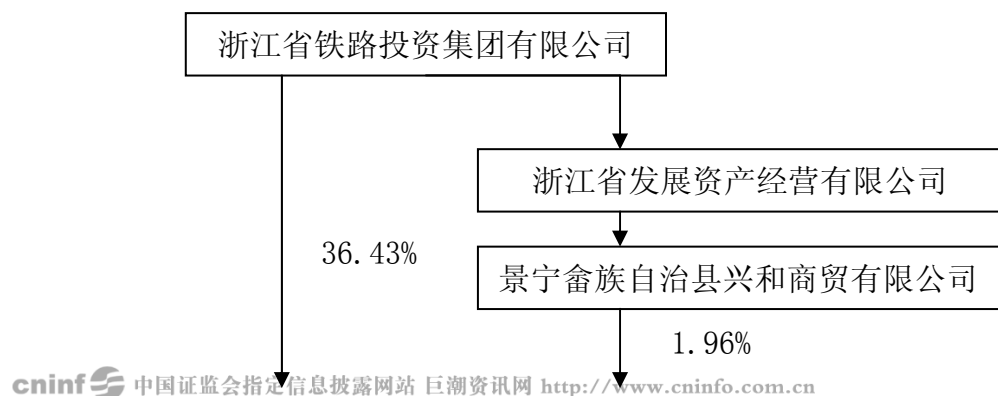 浙江省铁路投资集团有限公司
浙江省发展资产经营有限公司
36.43%
景宁畲族自治县兴和商贸有限公司
1.96%
cninf 中国证监会指定信息披露网站 巨潮资讯网 http://www.cninfo.com.cn